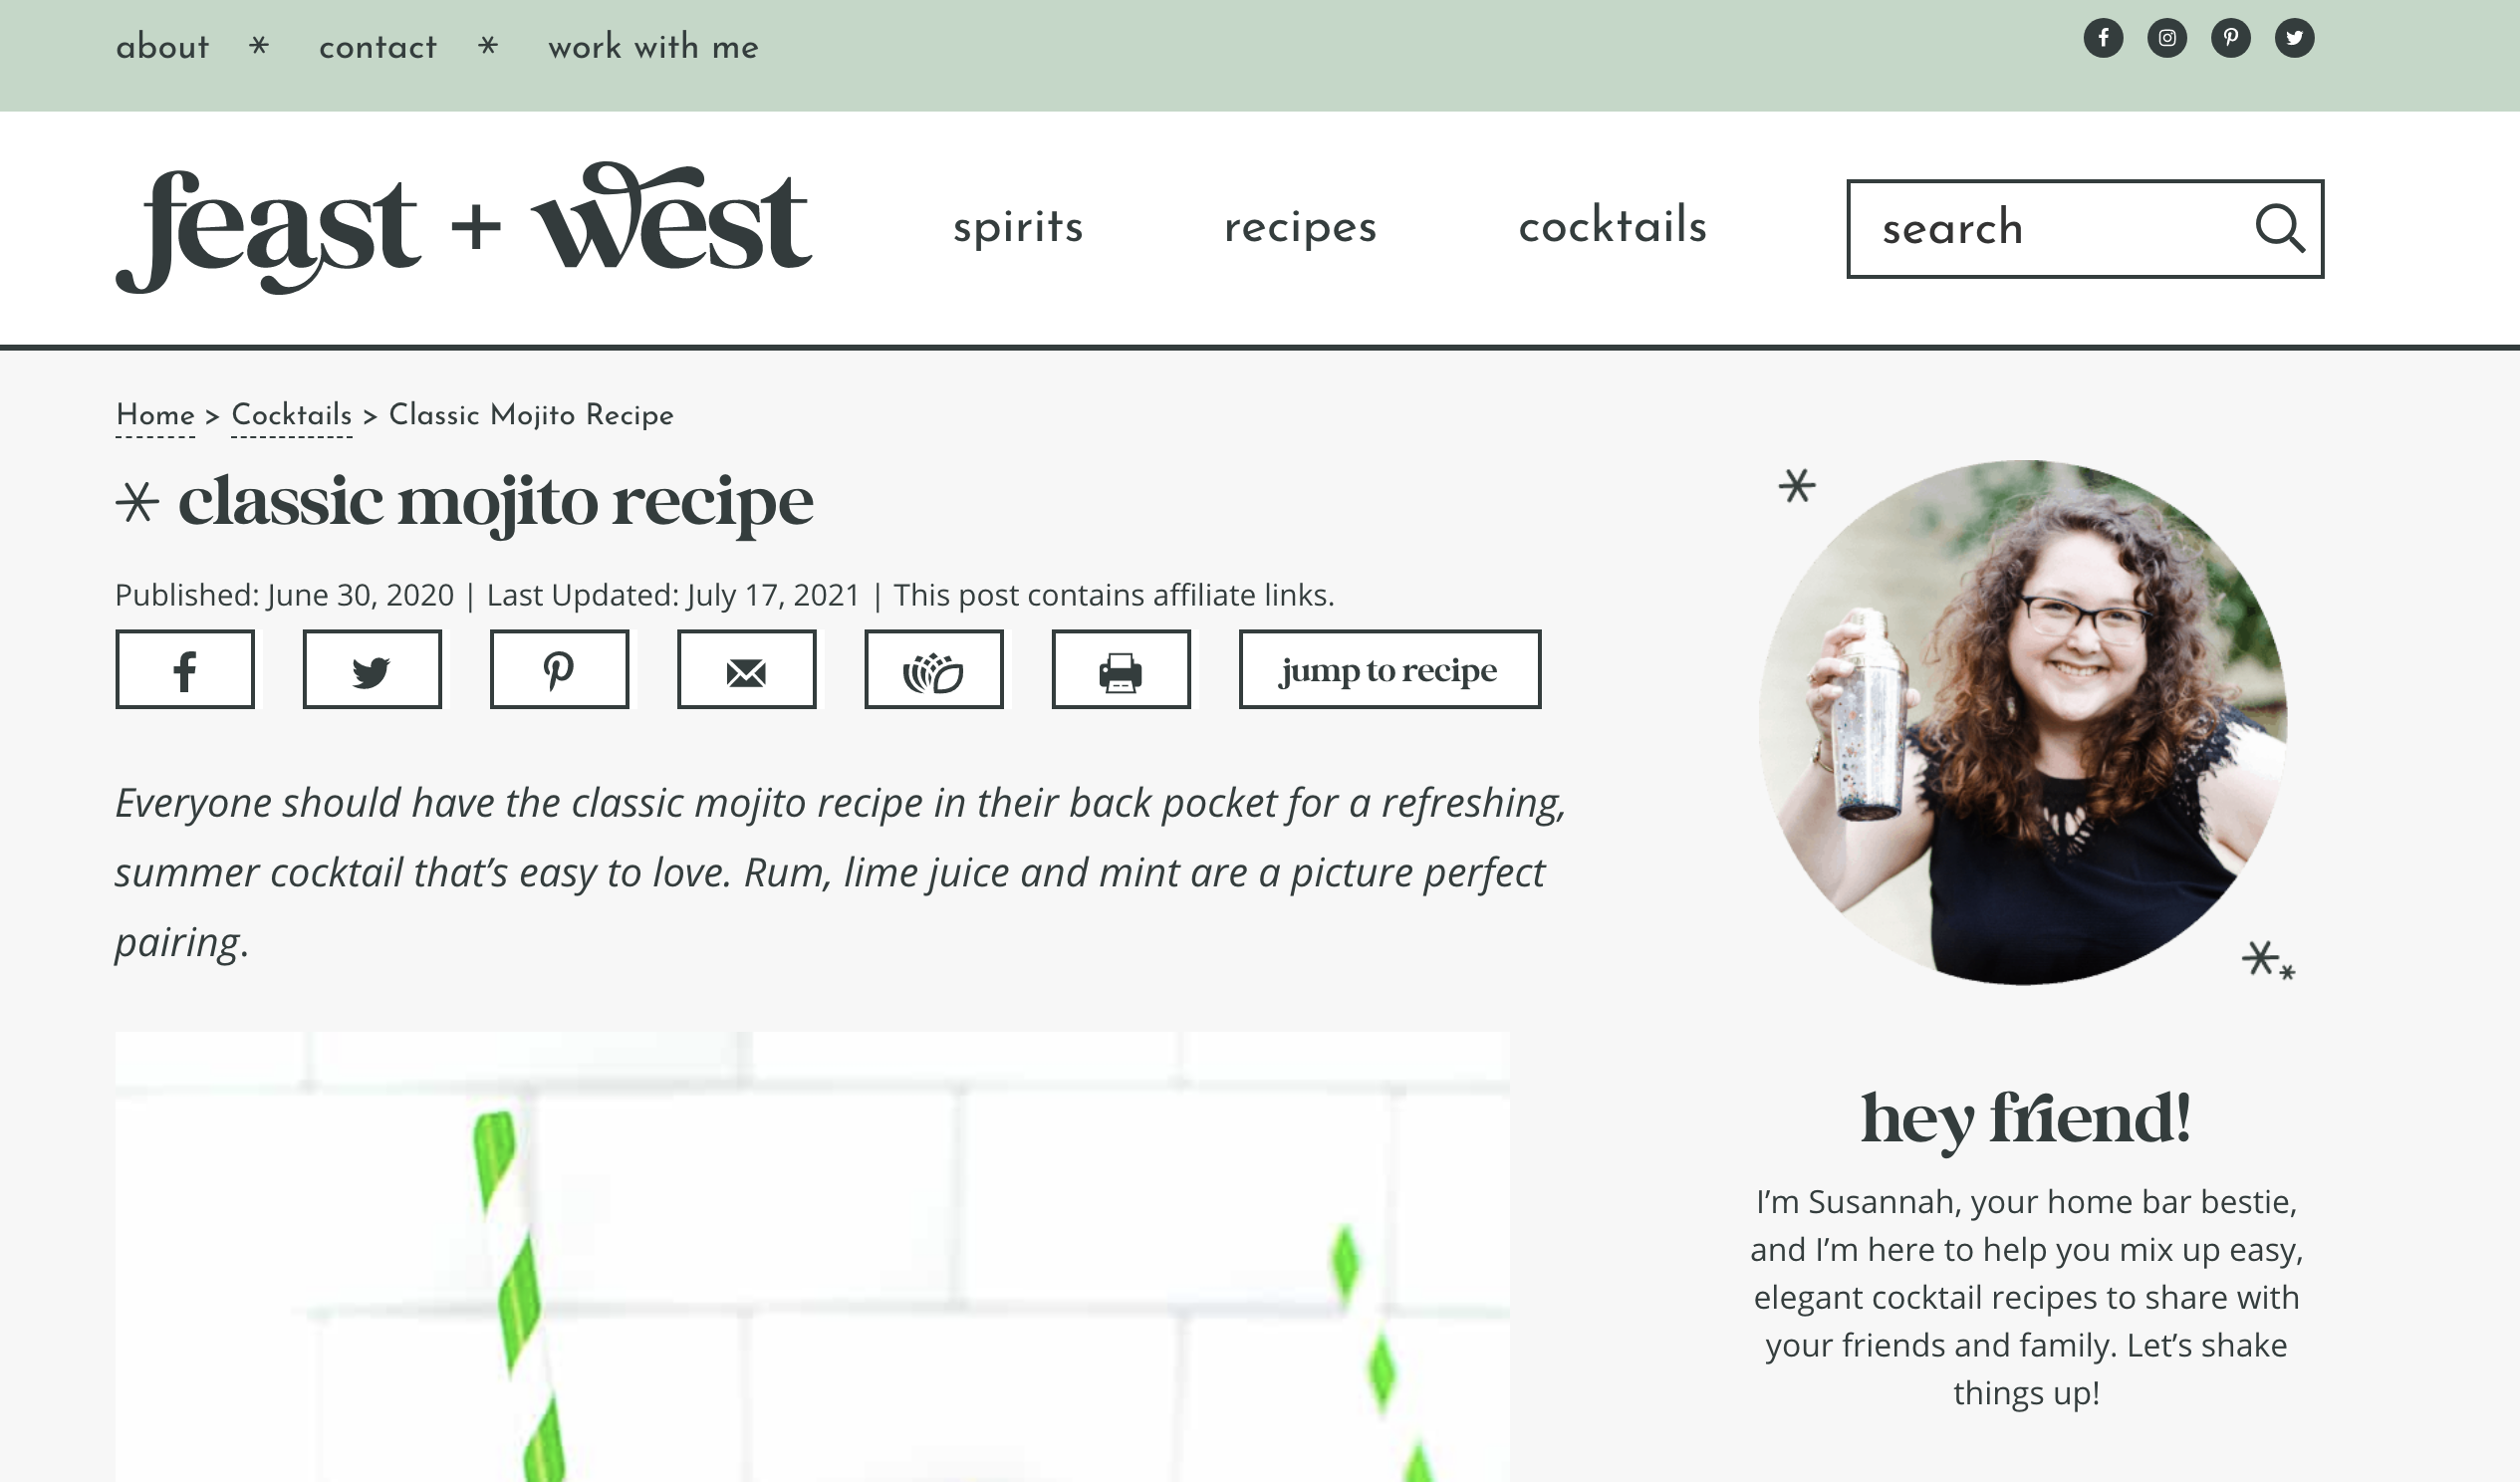 about * contact * work with me
feast + west
spirits recipes cocktails search
Home > Cocktails > Classic Mojito Recipe
* classic mojito recipe
Published: June 30, 2020 | Last Updated: July 17, 2021 | This post contains affiliate links.
jump to recipe
Everyone should have the classic mojito recipe in their back pocket for a refreshing,
summer cocktail that’s easy to love. Rum, lime juice and mint are a picture perfect
pairing.
hey friend!
I’m Susannah, your home bar bestie,
and I’m here to help you mix up easy,
elegant cocktail recipes to share with
your friends and family. Let’s shake
things up!